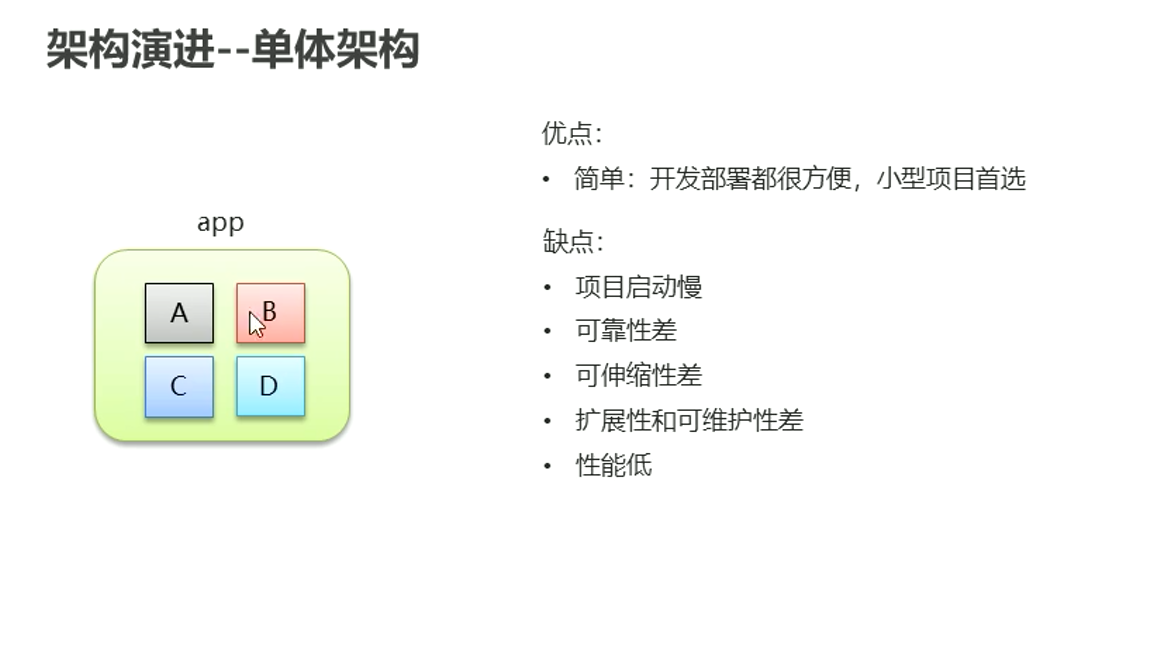 架构演进--单体架构
优点：
• 简单：开发部署都很方便，小型项目首选
app
A B
C D
缺点：
• 项目启动慢
• 可靠性差
• 可伸缩性差
• 扩展性和可维护性差
• 性能低